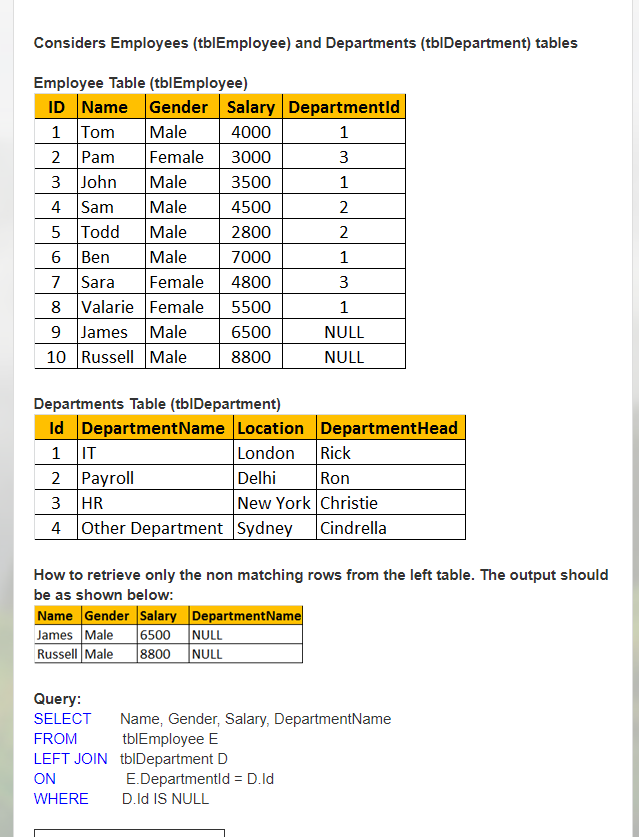 Considers Employees (tblEmployee) and Departments (tblDepartment) tables
Employee Table (tblEmployee)
ID Name Gender Salary DepartmentId
1 Tom Male 4000 1
2 Pam Female 3000 3
3 John Male 3500 1
4 Sam Male 4500 2
5 Todd Male 2800 2
6 Ben Male 7000 1
7 Sara Female 4800 3
8 Valarie Female 5500 1
9 James Male 6500 NULL
10 Russell Male 8800 NULL
Departments Table (tblDepartment)
Id DepartmentName Location DepartmentHead
1 IT London Rick
2 Payroll Delhi Ron
3 HR New York Christie
4 Other Department Sydney Cindrella
How to retrieve only the non matching rows from the left table. The output should
be as shown below:
Name Gender Salary DepartmentName
James Male 6500 NULL
Russell Male 8800 NULL
Query:
SELECT Name, Gender, Salary, DepartmentName
FROM tblEmployee E
LEFT JOIN tblDepartment D
ON E.DepartmentId = D.Id
WHERE D.Id IS NULL